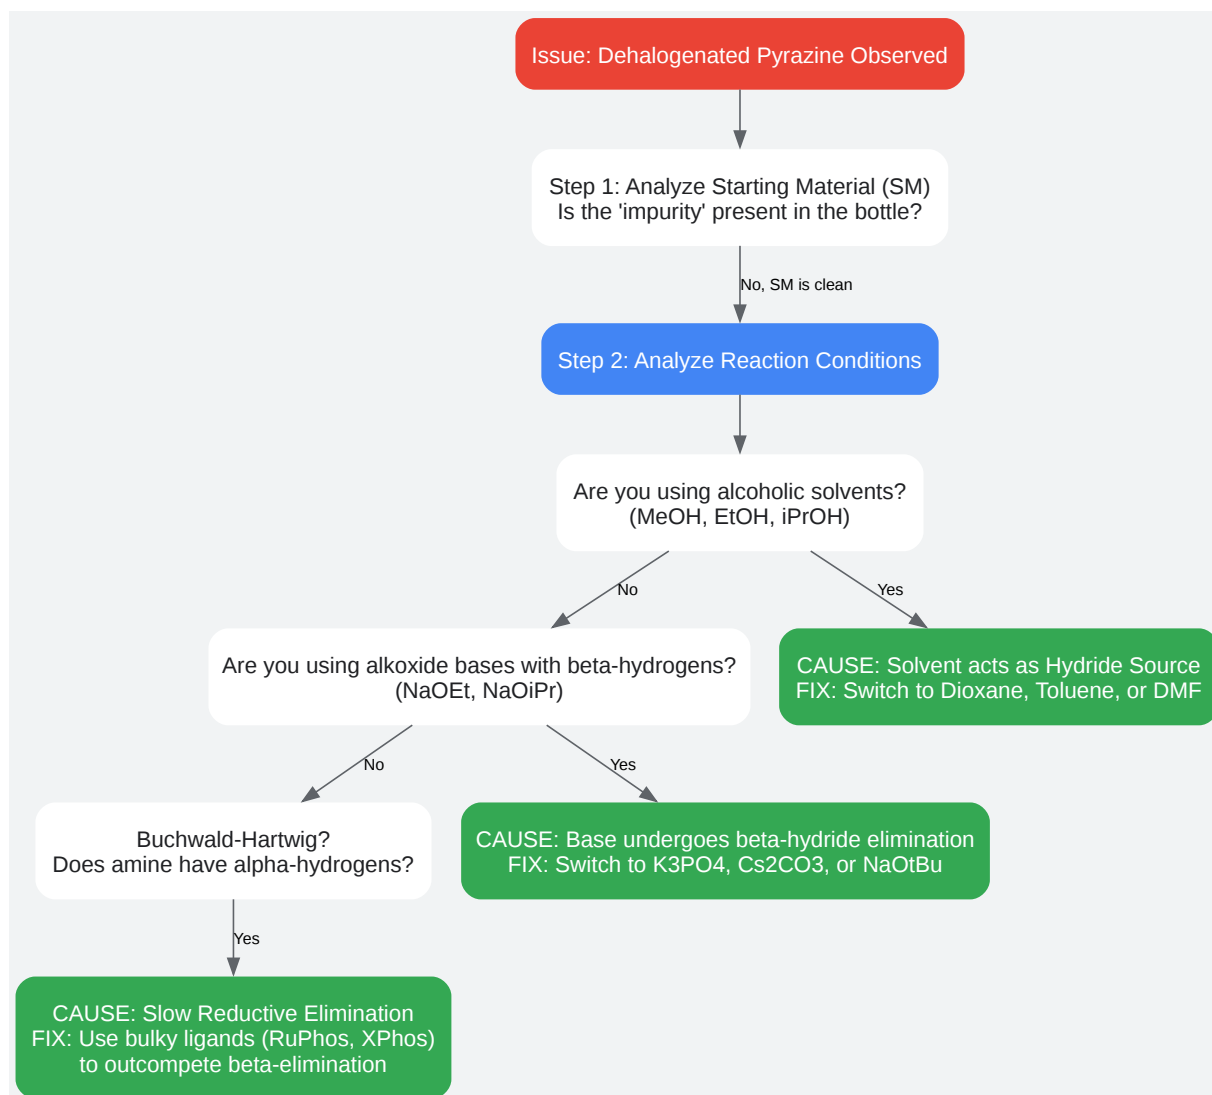 Issue: Dehalogenated Pyrazine Observed
Step 1: Analyze Starting Material (SM)
Is the 'impurity' present in the bottle?
No, SM is clean
Step 2: Analyze Reaction Conditions
Are you using alcoholic solvents?
(MeOH, EtOH, iPrOH)
No
Yes
Are you using alkoxide bases with beta-hydrogens?
(NaOEt, NaOiPr)
CAUSE: Solvent acts as Hydride Source
FIX: Switch to Dioxane, Toluene, or DMF
No
Yes
Buchwald-Hartwig?
Does amine have alpha-hydrogens?
CAUSE: Base undergoes beta-hydride elimination
FIX: Switch to K3PO4, Cs2CO3, or NaOtBu
Yes
CAUSE: Slow Reductive Elimination
FIX: Use bulky ligands (RuPhos, XPhos)
to outcompete beta-elimination